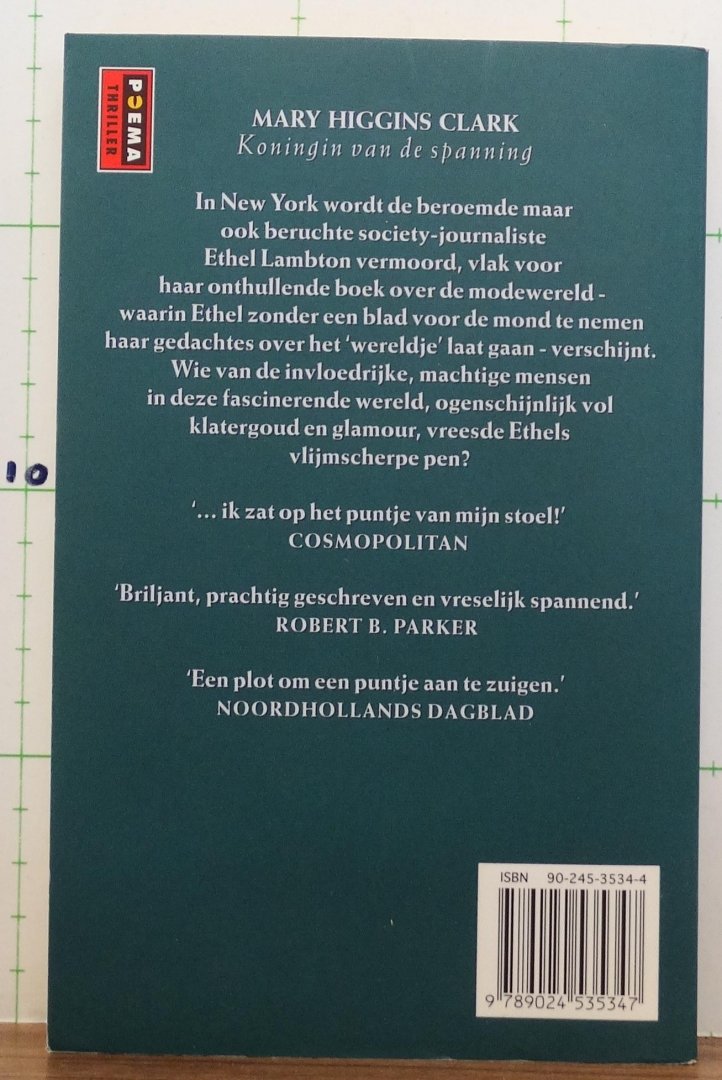 POEMA
THRILLER
MARY HIGGINS CLARK
Koningin van de spanning
In New York wordt de beroemde maar
ook beruchte society-journaliste
Ethel Lambton vermoord, vlak voor
haar onthullende boek over de modewereld -
waarin Ethel zonder een blad voor de mond te nemen
haar gedachtes over het ‘wereldje’ laat gaan - verschijnt.
Wie van de invloedrijke, machtige mensen
in deze fascinerende wereld, ogenschijnlijk vol
klatergoud en glamour, vreesde Ethels
vlijmscherpe pen?
10
‘... ik zat op het puntje van mijn stoel!’
COSMOPOLITAN
‘Briljant, prachtig geschreven en vreselijk spannend.’
ROBERT B. PARKER
‘Een plot om een puntje aan te zuigen.’
NOORDHOLLANDS DAGBLAD
ISBN 90-245-3534-4
9 789024 535347